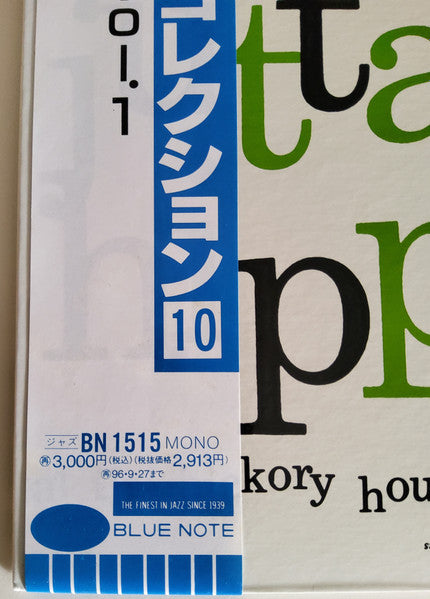 ol.1
コレクション
10
tta
pp
kory hou
ジャズ BN 1515 MONO
再3,000円(税込)(税抜価格2,913円)
再96・9・27まで
THE FINEST IN JAZZ SINCE 1939
BLUE NOTE